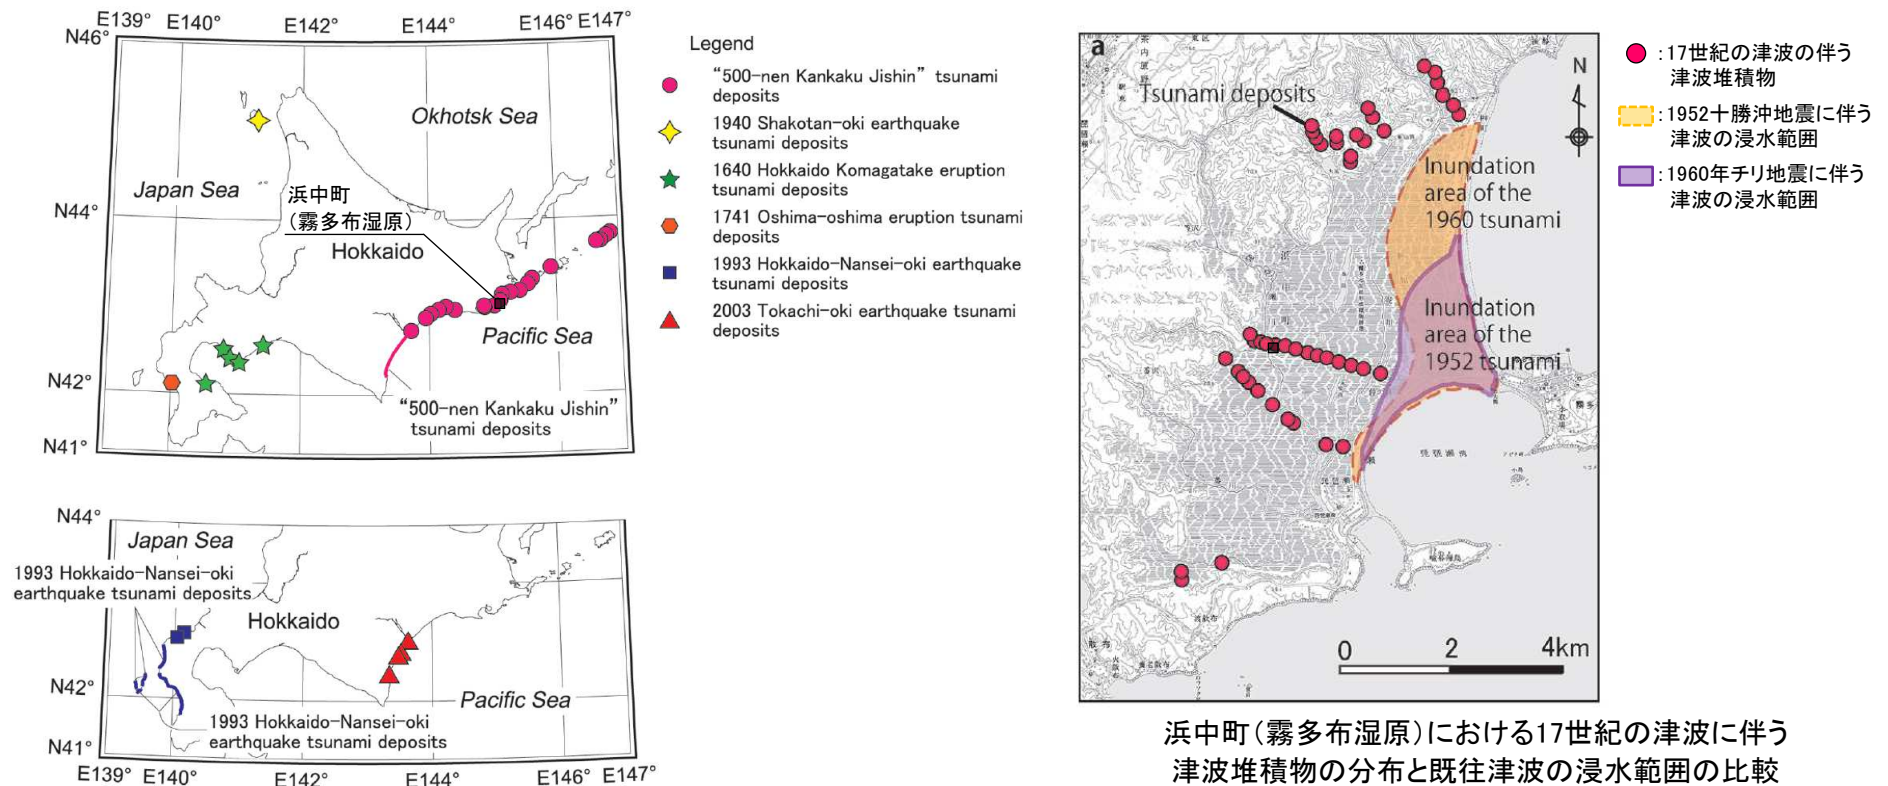 E139°
E140°
E142°
E144°
E146°
E147°
N46°
Okhotsk Sea
Japan Sea
浜中町
(霧多布湿原)
N44°
Hokkaido
Pacific Sea
N42°
"500-nen Kankaku Jishin"
tsunami deposits
N41°
Legend
"500-nen Kankaku Jishin" tsunami
deposits
1940 Shakotan-oki earthquake
tsunami deposits
1640 Hokkaido Komagatake eruption
tsunami deposits
1741 Oshima-oshima eruption tsunami
deposits
1993 Hokkaido-Nansei-oki earthquake
tsunami deposits
2003 Tokachi-oki earthquake tsunami
deposits
N44°
Japan Sea
1993 Hokkaido-Nansei-oki
earthquake tsunami deposits
Hokkaido
N42°
Pacific Sea
1993 Hokkaido-Nansei-oki
earthquake tsunami deposits
N41°
E139°
E140°
E142°
E144°
E146°
E147°
a
Tsunami deposits
N
Inundation
area of the
1960 tsunami
Inundation
area of the
1952 tsunami
琵琶瀬湾
0
2
4km
:17世紀の津波の伴う
津波堆積物
:1952十勝沖地震に伴う
津波の浸水範囲
:1960年チリ地震に伴う
津波の浸水範囲
浜中町(霧多布湿原)における17世紀の津波に伴う
津波堆積物の分布と既往津波の浸水範囲の比較